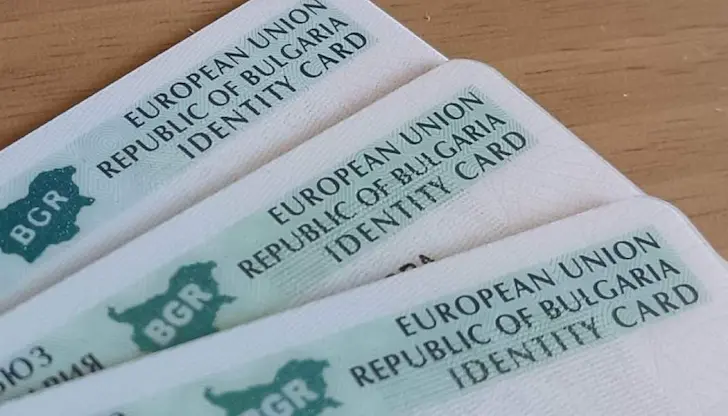 EUROPEAN UNION
REPUBLIC OF BULGARIA
IDENTITY CARD
BGR
EUROPEAN UNION
REPUBLIC OF BULGARIA
IDENTITY CARD
BGR
EUROPEAN UNION
REPUBLIC OF BULGARIA
IDENTITY CARD
BGR